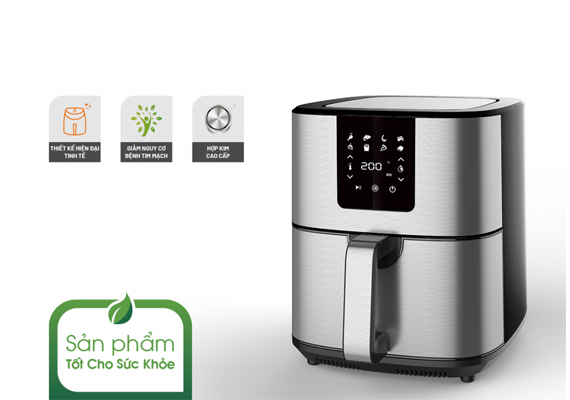 THIẾT KẾ HIỆN ĐẠI
TINH TẾ
GIẢM NGUY CƠ
BỆNH TIM MẠCH
HỢP KIM
CAO CẤP
200
MIN
Sản phẩm
Tốt Cho Sức Khỏe